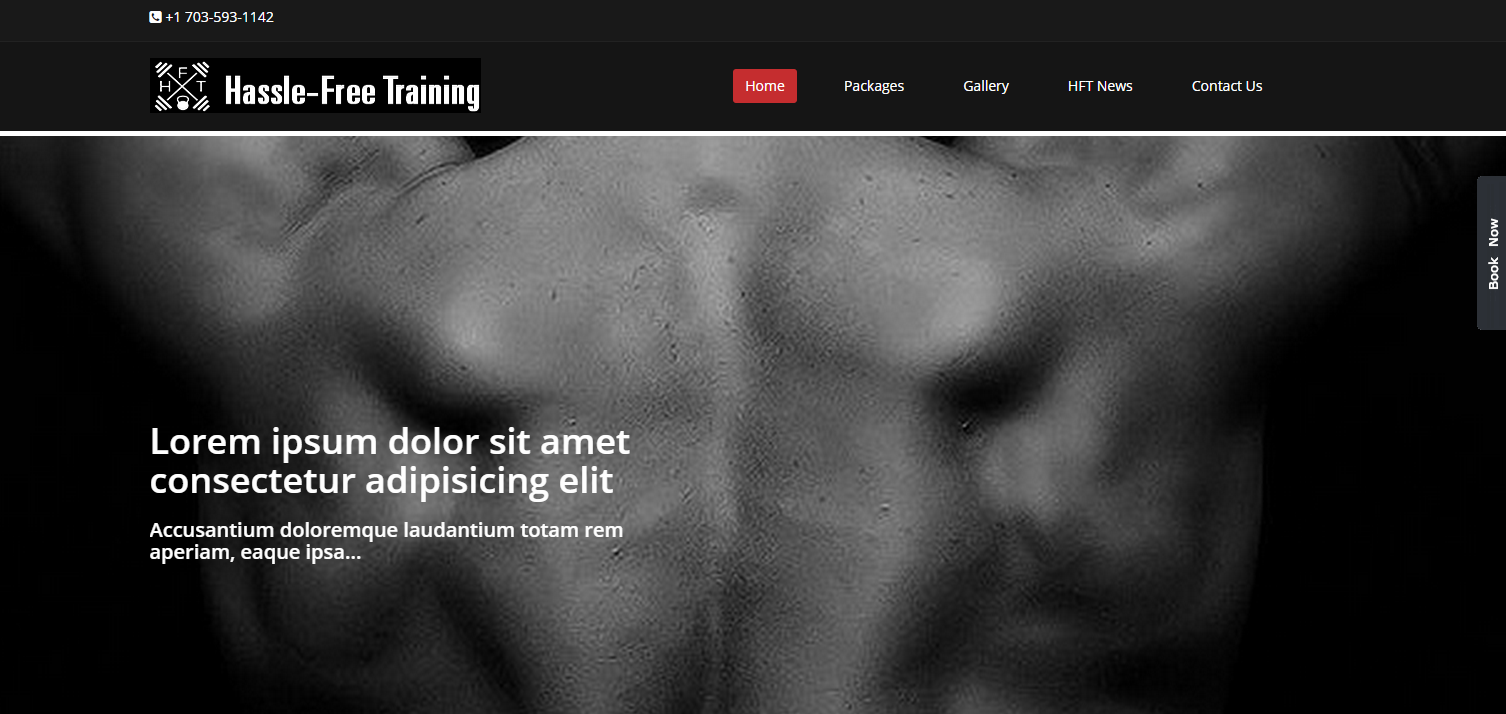 +1 703-593-1142
H F T
Hassle-Free Training
Home
Packages
Gallery
HFT News
Contact Us
Book Now
Lorem ipsum dolor sit amet
consectetur adipisicing elit
Accusantium doloremque laudantium totam rem
aperiam, eaque ipsa...